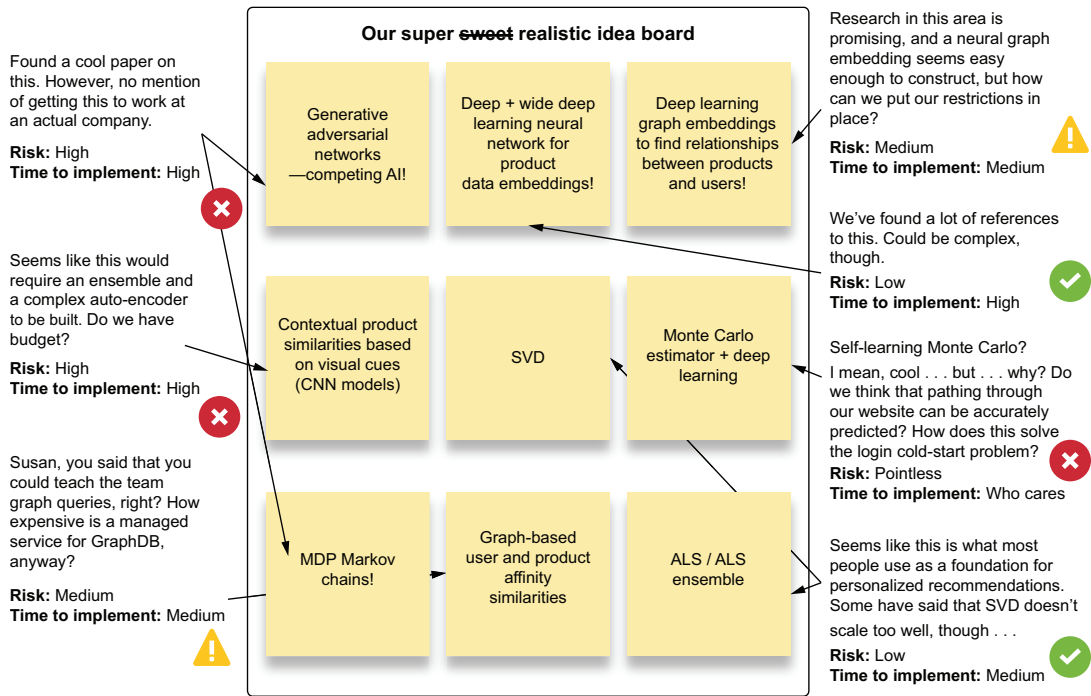 Our super sweet realistic idea board
Found a cool paper on
this. However, no mention
of getting this to work at
an actual company.
Risk: High
Time to implement: High
Seems like this would
require an ensemble and
a complex auto-encoder
to be built. Do we have
budget?
Risk: High
Time to implement: High
Susan, you said that you
could teach the team
graph queries, right? How
expensive is a managed
service for GraphDB,
anyway?
Risk: Medium
Time to implement: Medium
Generative
adversarial
networks
—competing AI!
Deep + wide deep
learning neural
network for
product
data embeddings!
Deep learning
graph embeddings
to find relationships
between products
and users!
Contextual product
similarities based
on visual cues
(CNN models)
SVD
Monte Carlo
estimator + deep
learning
MDP Markov
chains!
Graph-based
user and product
affinity
similarities
ALS / ALS
ensemble
Research in this area is
promising, and a neural graph
embedding seems easy
enough to construct, but how
can we put our restrictions in
place?
Risk: Medium
Time to implement: Medium
We’ve found a lot of references
to this. Could be complex,
though.
Risk: Low
Time to implement: High
Self-learning Monte Carlo?
I mean, cool . . . but . . . why? Do
we think that pathing through
our website can be accurately
predicted? How does this solve
the login cold-start problem?
Risk: Pointless
Time to implement: Who cares
Seems like this is what most
people use as a foundation for
personalized recommendations.
Some have said that SVD doesn’t
scale too well, though . . .
Risk: Low
Time to implement: Medium